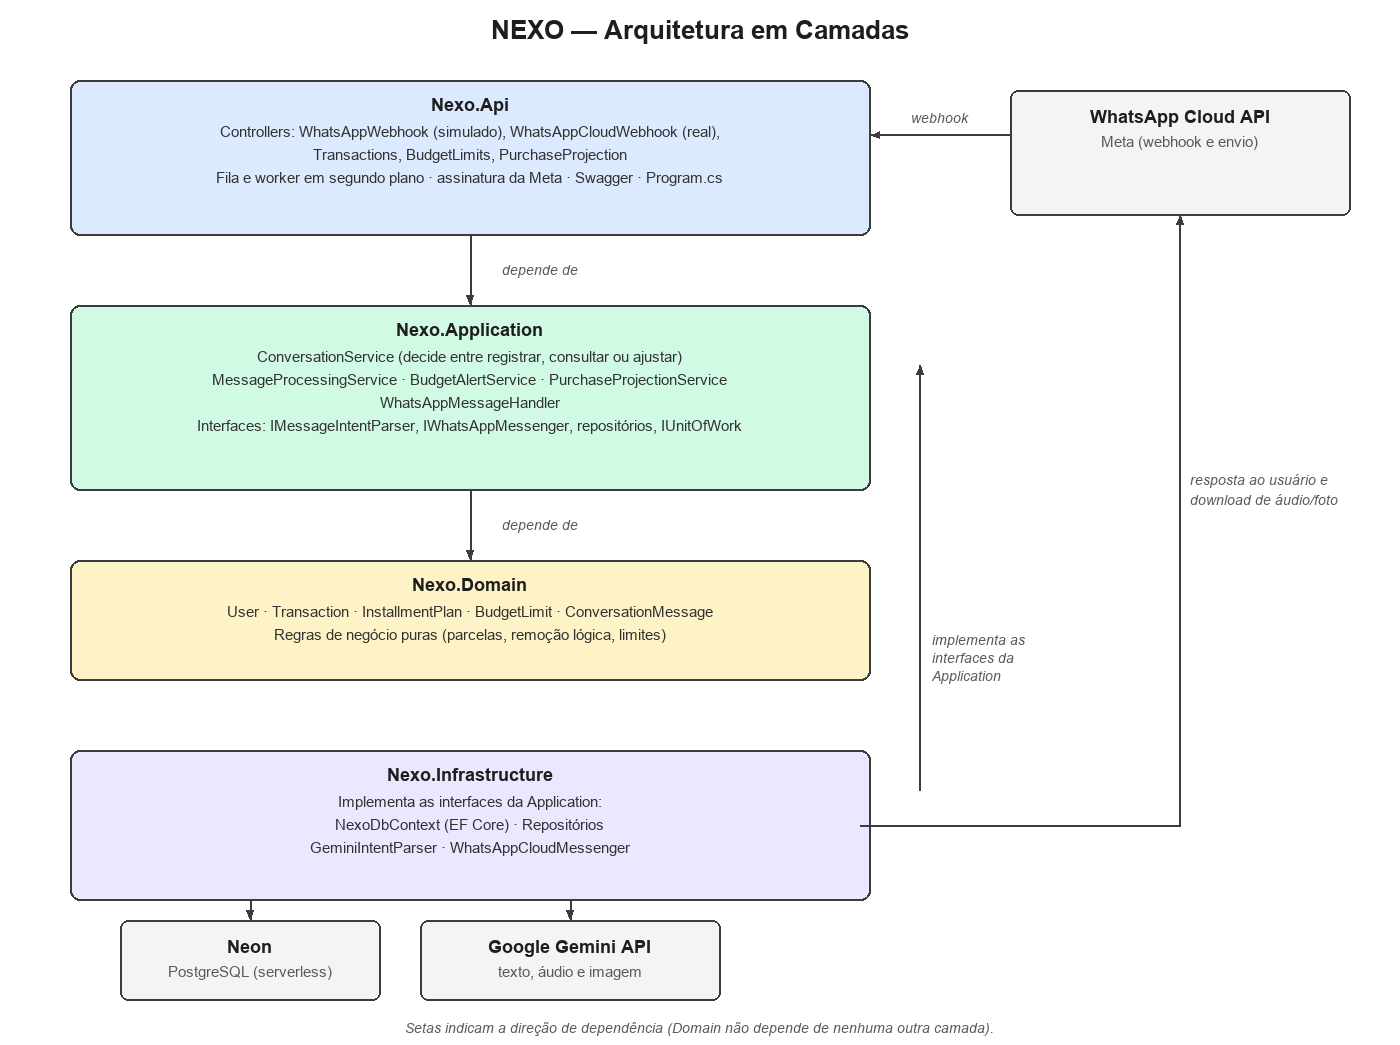 NEXO — Arquitetura em Camadas
Nexo.Api
Controllers: WhatsAppWebhook (simulado), WhatsAppCloudWebhook (real),
Transactions, BudgetLimits, PurchaseProjection
Fila e worker em segundo plano · assinatura da Meta · Swagger · Program.cs
webhook
WhatsApp Cloud API
Meta (webhook e envio)
depende de
Nexo.Application
ConversationService (decide entre registrar, consultar ou ajustar)
MessageProcessingService · BudgetAlertService · PurchaseProjectionService
WhatsAppMessageHandler
Interfaces: IMessageIntentParser, IWhatsAppMessenger, repositórios, IUnitOfWork
resposta ao usuário e
download de áudio/foto
depende de
Nexo.Domain
User · Transaction · InstallmentPlan · BudgetLimit · ConversationMessage
Regras de negócio puras (parcelas, remoção lógica, limites)
implementa as
interfaces da
Application
Nexo.Infrastructure
Implementa as interfaces da Application:
NexoDbContext (EF Core) · Repositórios
GeminiIntentParser · WhatsAppCloudMessenger
Neon
PostgreSQL (serverless)
Google Gemini API
texto, áudio e imagem
Setas indicam a direção de dependência (Domain não depende de nenhuma outra camada).